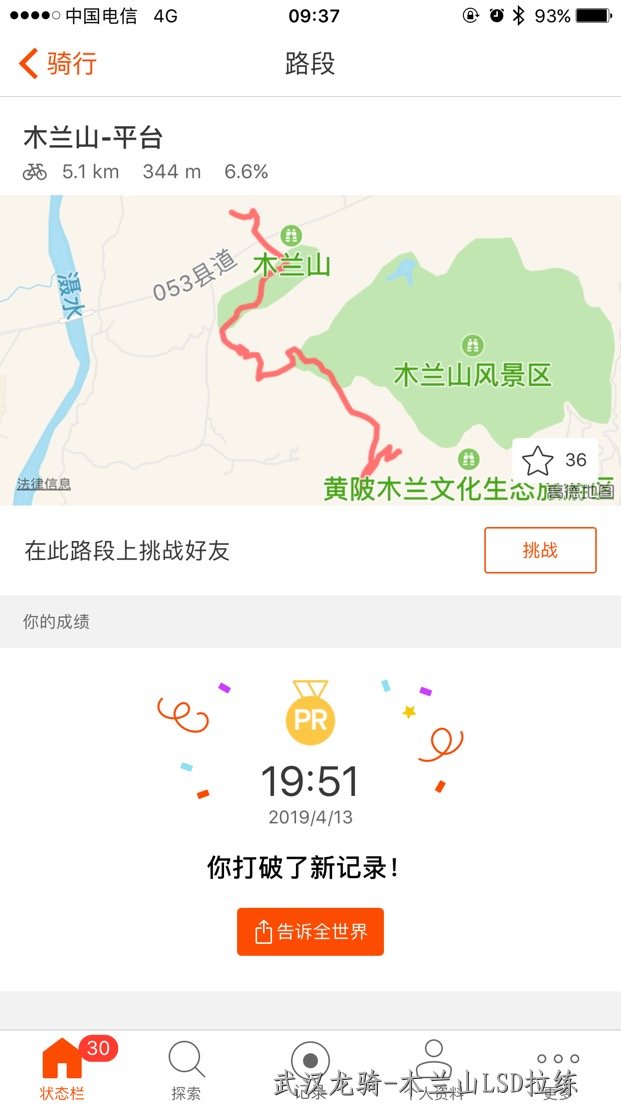 中国电信 4G 09:37 93%
骑行 路段
木兰山-平台
5.1 km 344 m 6.6%
木兰山
053县道
滠水
木兰山风景区
36
法律信息
黄陂木兰文化生态旅游区
高德地图
在此路段上挑战好友 挑战
你的成绩
PR
19:51
2019/4/13
你打破了新记录！
告诉全世界
30
状态栏 探索 记录 个人资料 更多
武汉龙骑-木兰山LSD拉练